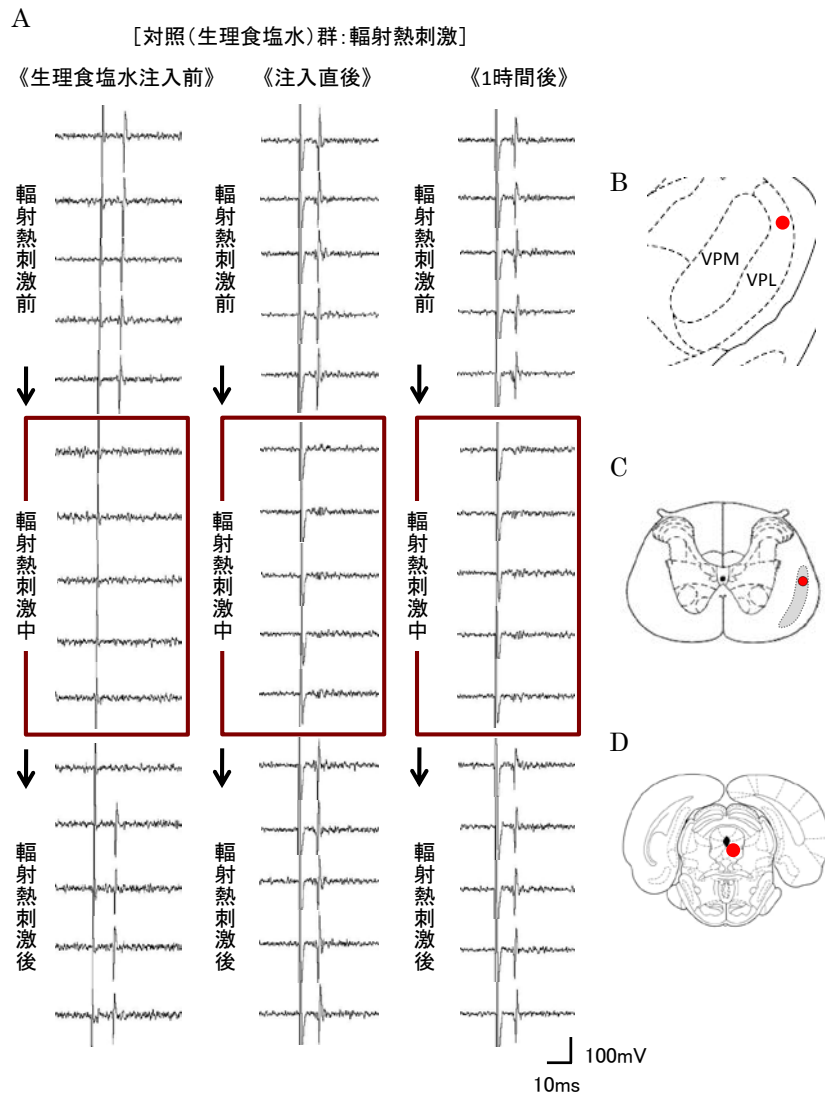 A
[対照(生理食塩水)群:輻射熱刺激]
《生理食塩水注入前》
《注入直後》
《1時間後》
輻射熱刺激前
輻射熱刺激前
輻射熱刺激前
輻射熱刺激中
輻射熱刺激中
輻射熱刺激中
輻射熱刺激後
輻射熱刺激後
輻射熱刺激後
100mV
10ms
B
VPM
VPL
C
D